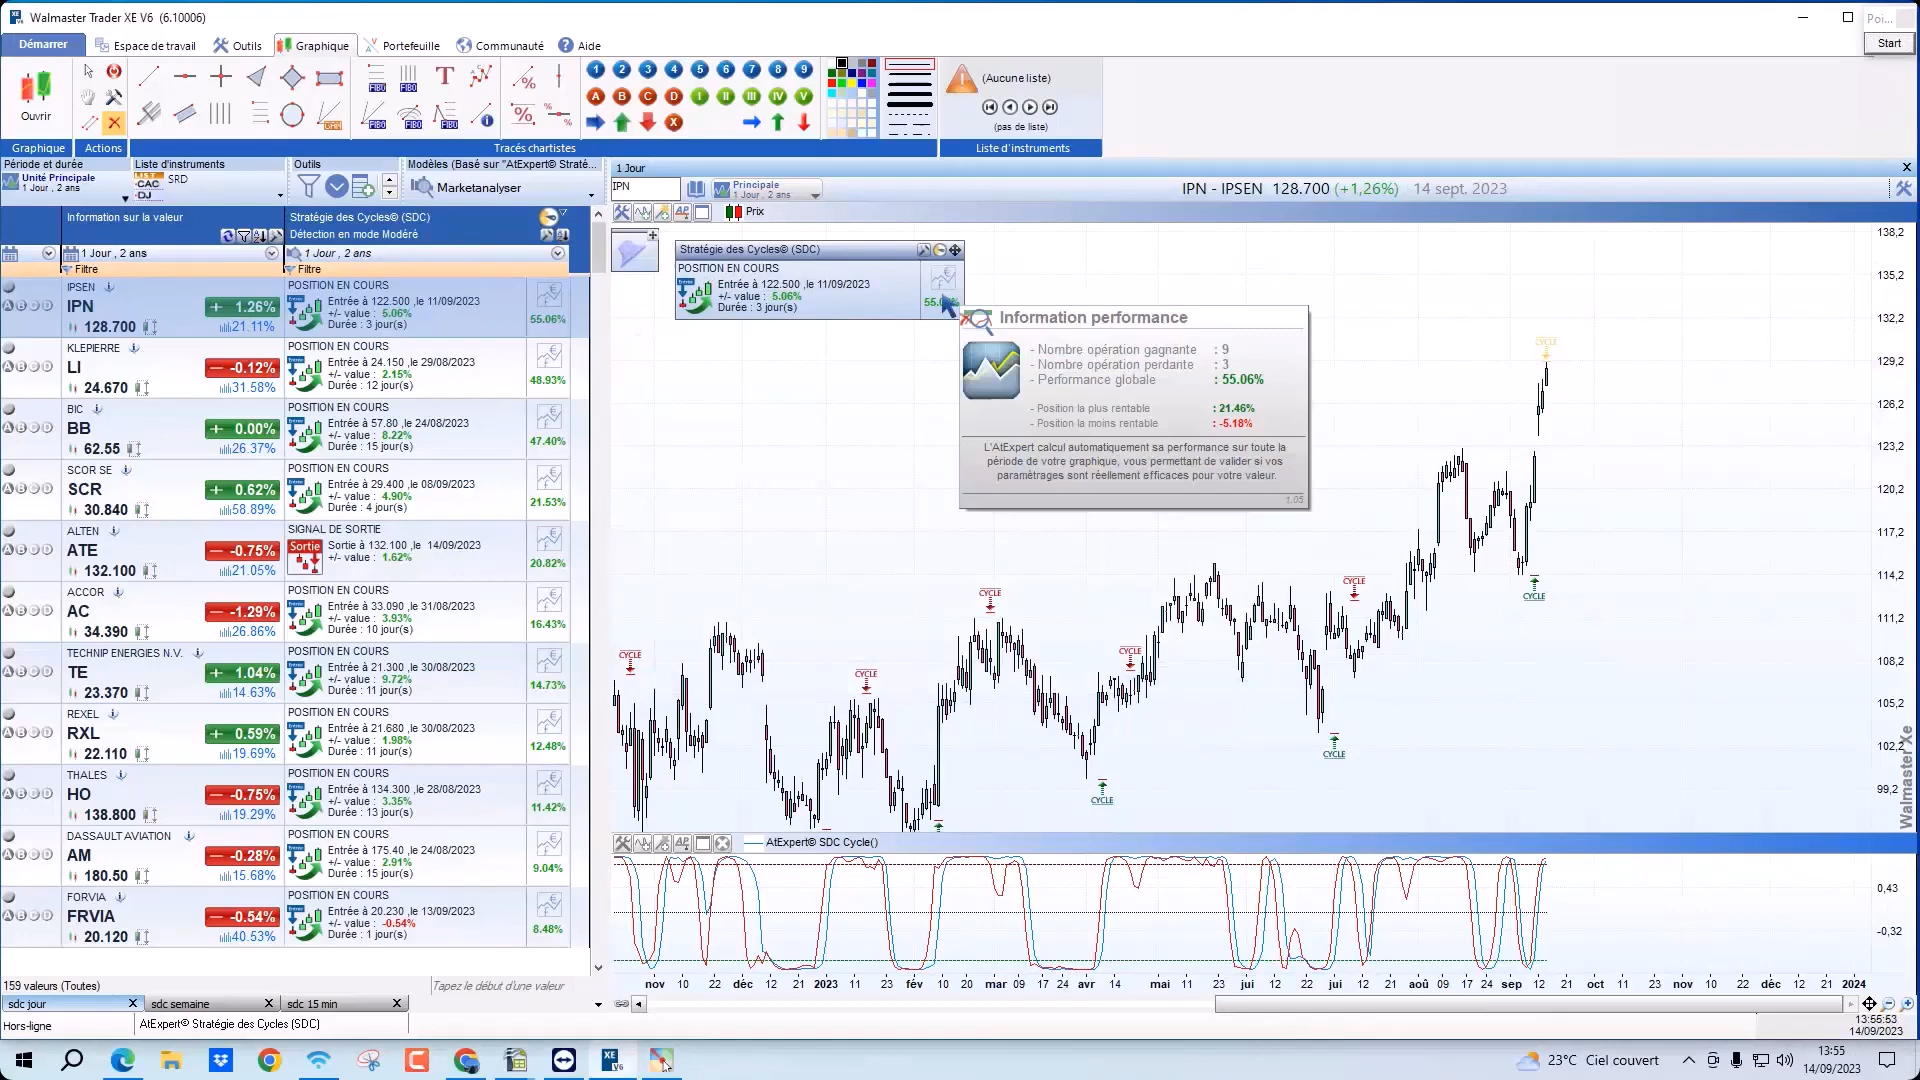 Walmaster Trader XE V6 (6.10006)
Poi...
Start
Démarrer
Espace de travail
Outils
Graphique
Portefeuille
Communauté
Aide
Ouvrir
FIBO
FIBO
T
1 2 3 4 5 6 7 8 9
A B C D I II III IV V
X
FIBO
FIBO
FIBO
(Aucune liste)
(pas de liste)
Graphique
Actions
Tracés chartistes
Liste d'instruments
Période et durée
Unité Principale
1 Jour , 2 ans
Liste d'instruments
LIST
-CAC
-DJ
SRD
Outils
Modèles (Basé sur "AtExpert© Straté...
Marketanalyser
1 Jour
IPN
Principale
1 Jour , 2 ans
IPN - IPSEN 128.700 (+1,26%) 14 sept. 2023
Prix
Information sur la valeur
Stratégie des Cycles© (SDC)
Détection en mode Modéré
1 Jour , 2 ans
1 Jour , 2 ans
Filtre
Filtre
IPSEN
IPN
+ 1.26%
128.700
21.11%
POSITION EN COURS
Entrée à 122.500 ,le 11/09/2023
+/- value : 5.06%
Durée : 3 jour(s)
55.06%
KLEPIERRE
LI
-0.12%
24.670
31.58%
POSITION EN COURS
Entrée à 24.150 ,le 29/08/2023
+/- value : 2.15%
Durée : 12 jour(s)
48.93%
BIC
BB
+ 0.00%
62.55
26.37%
POSITION EN COURS
Entrée à 57.80 ,le 24/08/2023
+/- value : 8.22%
Durée : 15 jour(s)
47.40%
SCOR SE
SCR
+ 0.62%
30.840
58.89%
POSITION EN COURS
Entrée à 29.400 ,le 08/09/2023
+/- value : 4.90%
Durée : 4 jour(s)
21.53%
ALTEN
ATE
-0.75%
132.100
21.05%
SIGNAL DE SORTIE
Sortie
Sortie à 132.100 ,le 14/09/2023
+/- value : 1.62%
20.82%
ACCOR
AC
-1.29%
34.390
26.86%
POSITION EN COURS
Entrée à 33.090 ,le 31/08/2023
+/- value : 3.93%
Durée : 10 jour(s)
16.43%
TECHNIP ENERGIES N.V.
TE
+ 1.04%
23.370
14.63%
POSITION EN COURS
Entrée à 21.300 ,le 30/08/2023
+/- value : 9.72%
Durée : 11 jour(s)
14.73%
REXEL
RXL
+ 0.59%
22.110
19.69%
POSITION EN COURS
Entrée à 21.680 ,le 30/08/2023
+/- value : 1.98%
Durée : 11 jour(s)
12.48%
THALES
HO
-0.75%
138.800
19.29%
POSITION EN COURS
Entrée à 134.300 ,le 28/08/2023
+/- value : 3.35%
Durée : 13 jour(s)
11.42%
DASSAULT AVIATION
AM
-0.28%
180.50
15.68%
POSITION EN COURS
Entrée à 175.40 ,le 24/08/2023
+/- value : 2.91%
Durée : 15 jour(s)
9.04%
FORVIA
FRVIA
-0.54%
20.120
40.53%
POSITION EN COURS
Entrée à 20.230 ,le 13/09/2023
+/- value : -0.54%
Durée : 1 jour(s)
8.48%
159 valeurs (Toutes)
Tapez le début d'une valeur
sdc jour
sdc semaine
sdc 15 min
Hors-ligne
AtExpert© Stratégie des Cycles (SDC)
Stratégie des Cycles© (SDC)
POSITION EN COURS
Entrée à 122.500 ,le 11/09/2023
+/- value : 5.06%
Durée : 3 jour(s)
Information performance
- Nombre opération gagnante : 9
- Nombre opération perdante : 3
- Performance globale : 55.06%
- Position la plus rentable : 21.46%
- Position la moins rentable : -5.18%
L'AtExpert calcul automatiquement sa performance sur toute la
période de votre graphique, vous permettant de valider si vos
paramétrages sont réellement efficaces pour votre valeur.
1.05
CYCLE
CYCLE
CYCLE
CYCLE
CYCLE
CYCLE
CYCLE
CYCLE
CYCLE
138,2
135,2
132,2
129,2
126,2
123,2
120,2
117,2
114,2
111,2
108,2
105,2
102,2
99,2
Walmaster Xe
AtExpert© SDC Cycle()
0,43
-0,32
nov 10 22 déc 12 21 2023 11 23 fév 14 mar 09 17 24 avr 14 mai 11 23 jui 12 22 jui 12 24 aoû 09 17 24 sep 12 21 oct 11 23 nov 10 22 déc 12 21 2024
13:55:53
14/09/2023
23°C Ciel couvert
13:55
14/09/2023
XE
V6